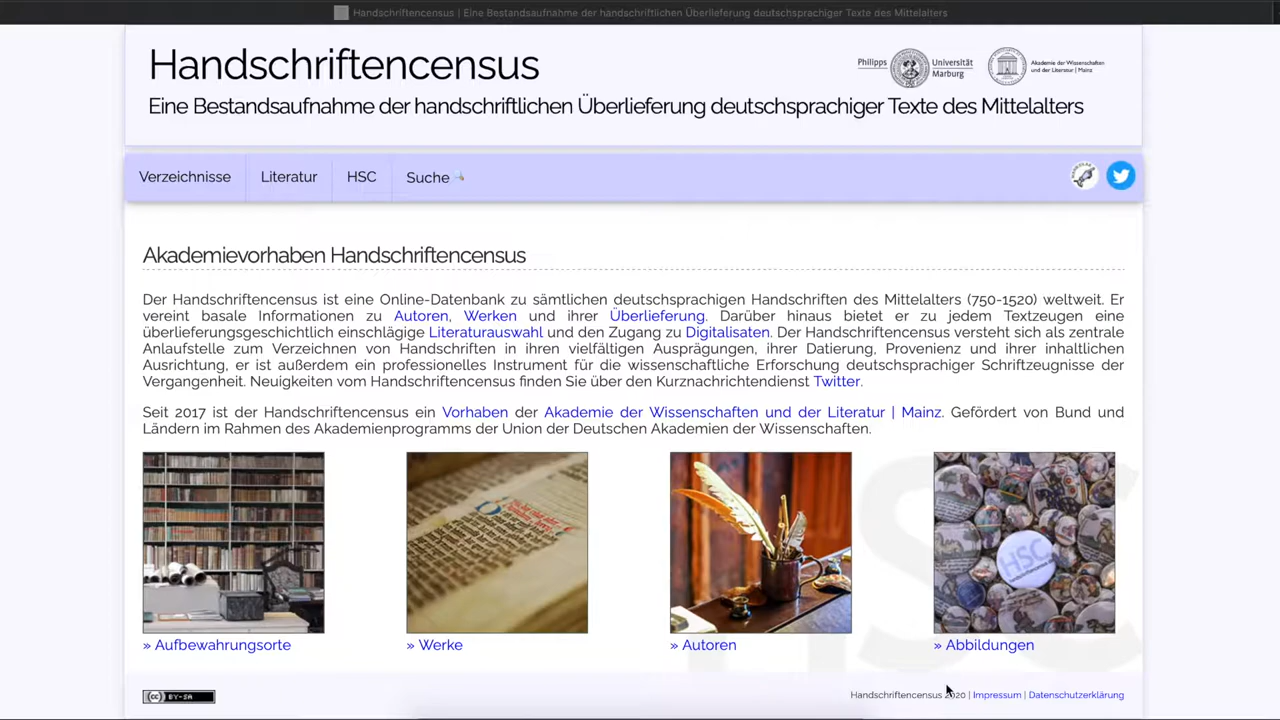 Handschriftencensus | Eine Bestandsaufnahme der handschriftlichen Überlieferung deutschsprachiger Texte des Mittelalters
Handschriftencensus
Philipps Universität
Marburg
Akademie der Wissenschaften
und der Literatur | Mainz
Eine Bestandsaufnahme der handschriftlichen Überlieferung deutschsprachiger Texte des Mittelalters
Verzeichnisse Literatur HSC Suche
Akademievorhaben Handschriftencensus
Der Handschriftencensus ist eine Online-Datenbank zu sämtlichen deutschsprachigen Handschriften des Mittelalters (750-1520) weltweit. Er
vereint basale Informationen zu Autoren, Werken und ihrer Überlieferung. Darüber hinaus bietet er zu jedem Textzeugen eine
überlieferungsgeschichtlich einschlägige Literaturauswahl und den Zugang zu Digitalisaten. Der Handschriftencensus versteht sich als zentrale
Anlaufstelle zum Verzeichnen von Handschriften in ihren vielfältigen Ausprägungen, ihrer Datierung, Provenienz und ihrer inhaltlichen
Ausrichtung, er ist außerdem ein professionelles Instrument für die wissenschaftliche Erforschung deutschsprachiger Schriftzeugnisse der
Vergangenheit. Neuigkeiten vom Handschriftencensus finden Sie über den Kurznachrichtendienst Twitter.
Seit 2017 ist der Handschriftencensus ein Vorhaben der Akademie der Wissenschaften und der Literatur | Mainz. Gefördert von Bund und
Ländern im Rahmen des Akademienprogramms der Union der Deutschen Akademien der Wissenschaften.
HSC
» Aufbewahrungsorte » Werke » Autoren » Abbildungen
(cc) BY-SA
Handschriftencensus 2020 | Impressum | Datenschutzerklärung